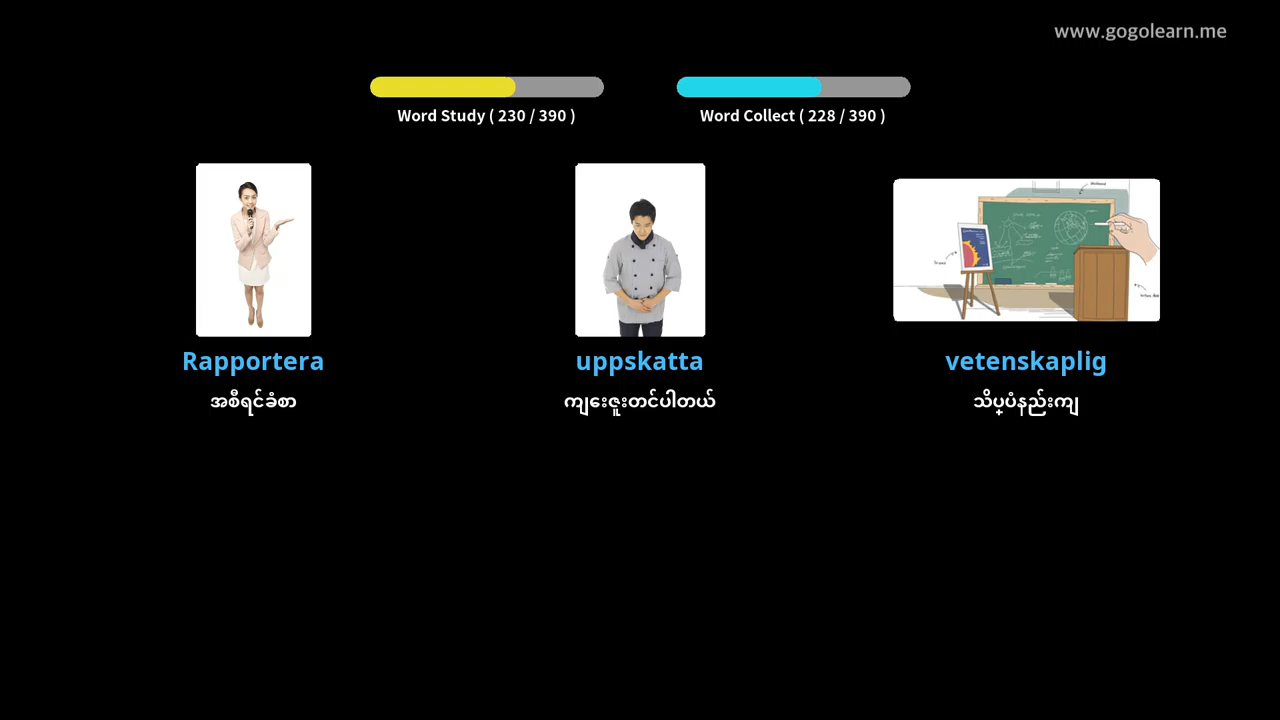 www.gogolearn.me
Word Study ( 230 / 390 )
Word Collect ( 228 / 390 )
Rapportera
uppskatta
vetenskaplig
အစီရင်ခံစာ
ကျေးဇူးတင်ပါတယ်
သိပ္ပံနည်းကျ